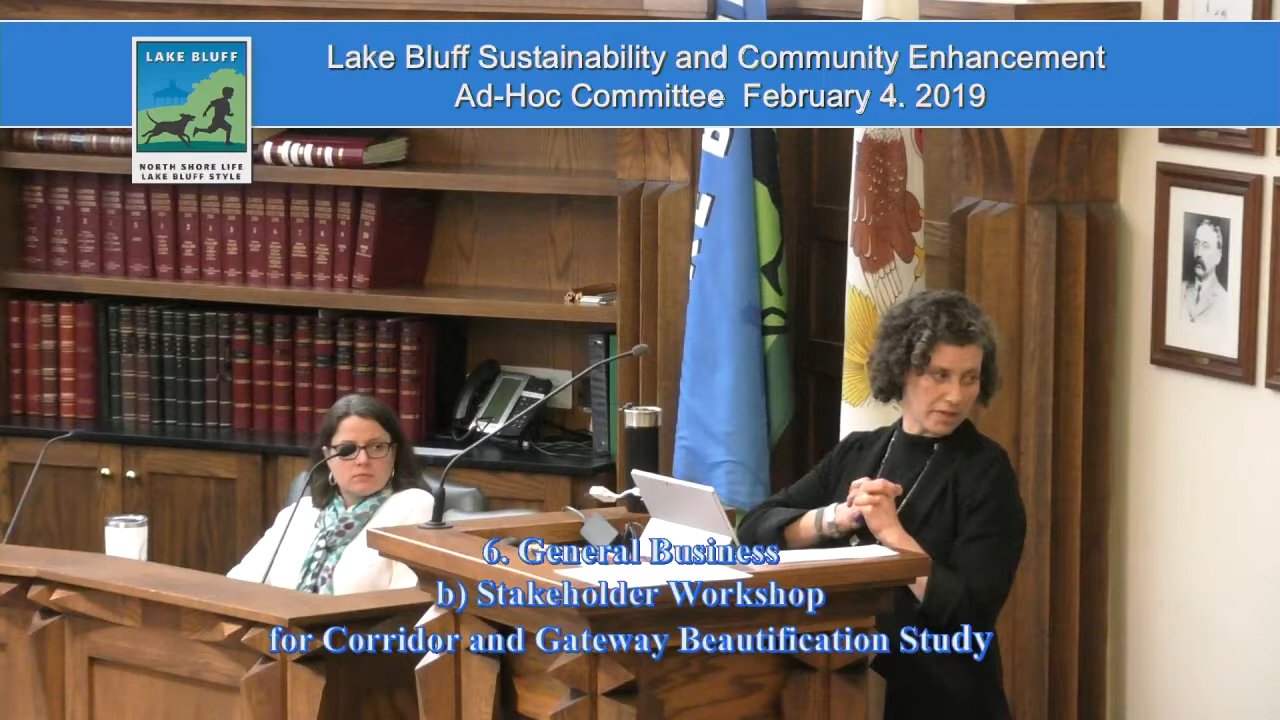 Lake Bluff Sustainability and Community Enhancement
Ad-Hoc Committee February 4. 2019
LAKE BLUFF
NORTH SHORE LIFE
LAKE BLUFF STYLE
6. General Business
b) Stakeholder Workshop
for Corridor and Gateway Beautification Study